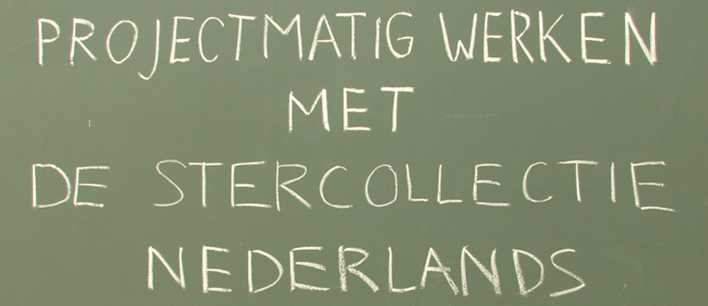 PROJECTMATIG WERKEN
MET
DE STERCOLLECTIE
NEDERLANDS